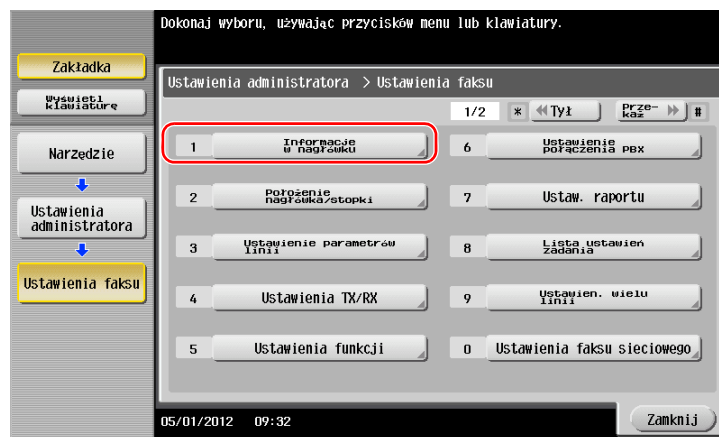 Dokonaj wyboru, używając przycisków menu lub klawiatury.
Zakładka
Wyświetl
klawiaturę
Narzędzie
Ustawienia
administratora
Ustawienia faksu
Ustawienia administratora > Ustawienia faksu
1/2 * Tył Prze-
każ #
1 Informacje
w nagłówku
2 Położenie
nagłówka/stopki
3 Ustawienie parametrów
linii
4 Ustawienia TX/RX
5 Ustawienia funkcji
6 Ustawienie
połączenia PBX
7 Ustaw. raportu
8 Lista ustawień
zadania
9 Ustawien. wielu
linii
0 Ustawienia faksu sieciowego
05/01/2012 09:32
Zamknij